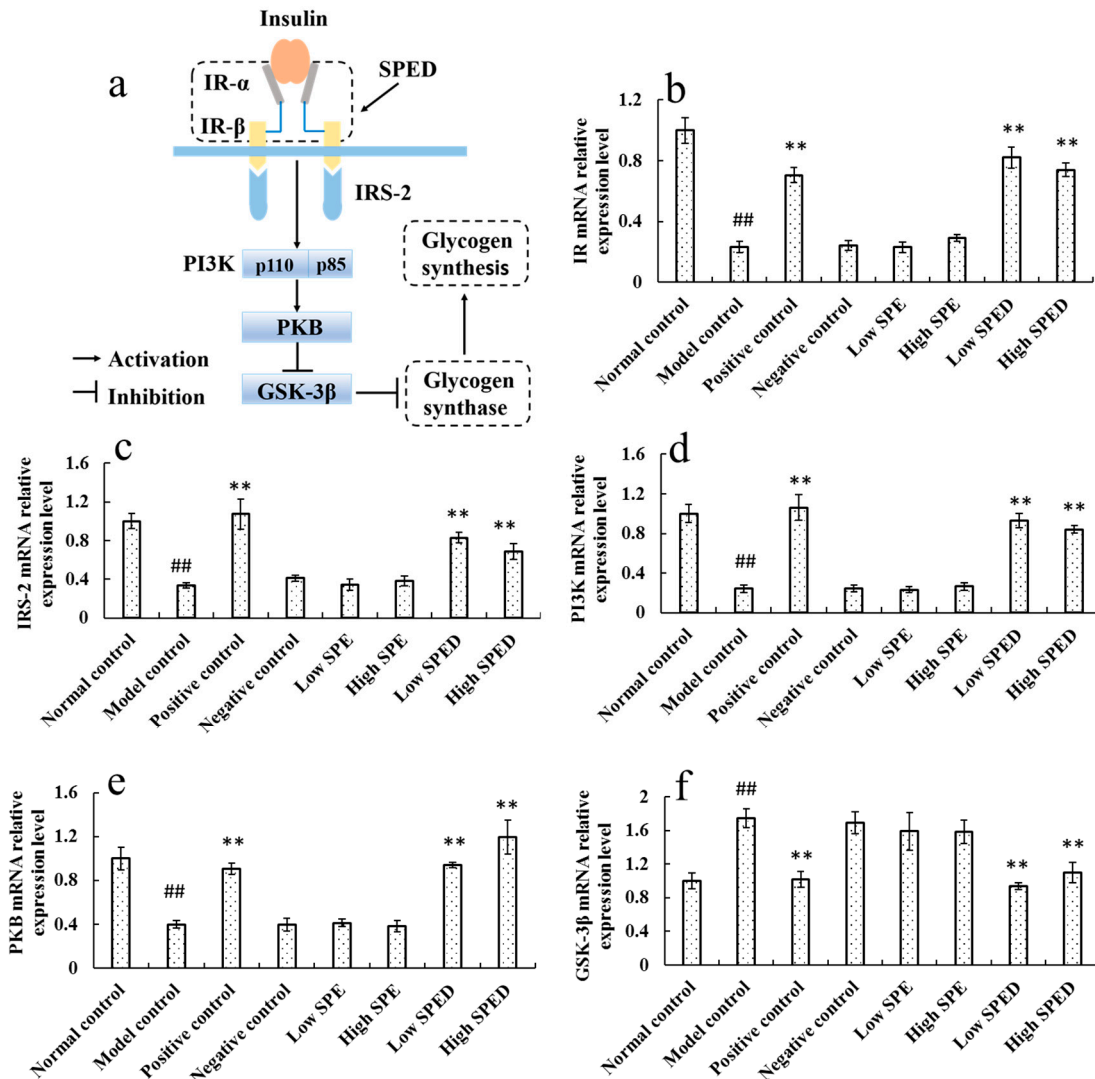 a
Insulin
IR-α
SPED
IR-β
IRS-2
PI3K
p110
p85
PKB
GSK-3β
Glycogen
synthesis
Glycogen
synthase
Activation
Inhibition
b
IR mRNA relative
expression level
1.2
0.8
0.4
0
##
**
**
**
Normal control
Model control
Positive control
Negative control
Low SPE
High SPE
Low SPED
High SPED
c
IRS-2 mRNA relative
expression level
1.6
1.2
0.8
0.4
0
##
**
**
**
Normal control
Model control
Positive control
Negative control
Low SPE
High SPE
Low SPED
High SPED
d
PI3K mRNA relative
expression level
1.6
1.2
0.8
0.4
0
##
**
**
**
Normal control
Model control
Positive control
Negative control
Low SPE
High SPE
Low SPED
High SPED
e
PKB mRNA relative
expression level
1.6
1.2
0.8
0.4
0
##
**
**
**
Normal control
Model control
Positive control
Negative control
Low SPE
High SPE
Low SPED
High SPED
f
GSK-3β mRNA relative
expression level
2
1.6
1.2
0.8
0.4
0
##
**
**
**
Normal control
Model control
Positive control
Negative control
Low SPE
High SPE
Low SPED
High SPED